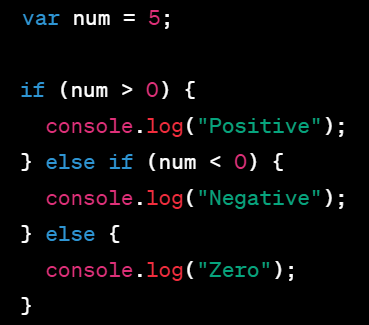 var num = 5;

if (num > 0) {
  console.log("Positive");
} else if (num < 0) {
  console.log("Negative");
} else {
  console.log("Zero");
}